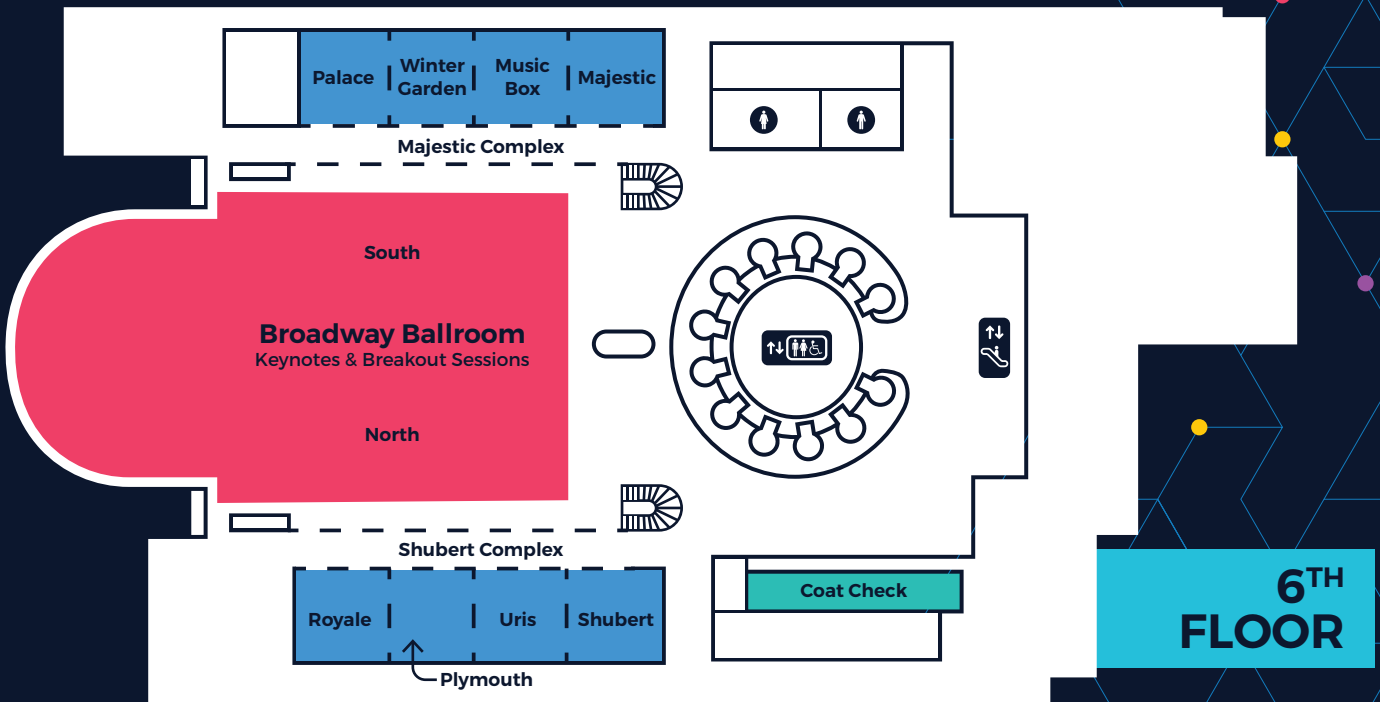 Palace
Winter
Garden
Music
Box
Majestic
Majestic Complex
South
Broadway Ballroom
Keynotes & Breakout Sessions
North
Shubert Complex
Royale
Uris
Shubert
Plymouth
Coat Check
6TH
FLOOR